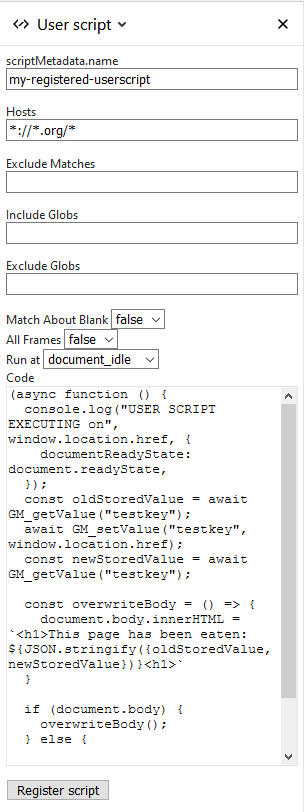 User script
scriptMetadata.name
my-registered-userscript
Hosts
*://*.org/*
Exclude Matches
Include Globs
Exclude Globs
Match About Blank false
All Frames false
Run at document_idle
Code
(async function () {
  console.log("USER SCRIPT
EXECUTING on",
window.location.href, {
    documentReadyState:
document.readyState,
  });
  const oldStoredValue = await
GM_getValue("testkey");
  await GM_setValue("testkey",
window.location.href);
  const newStoredValue = await
GM_getValue("testkey");

  const overwriteBody = () => {
    document.body.innerHTML =
`<h1>This page has been eaten:
${JSON.stringify({oldStoredValue,
newStoredValue})}<h1>`
  }

  if (document.body) {
    overwriteBody();
  } else {
Register script